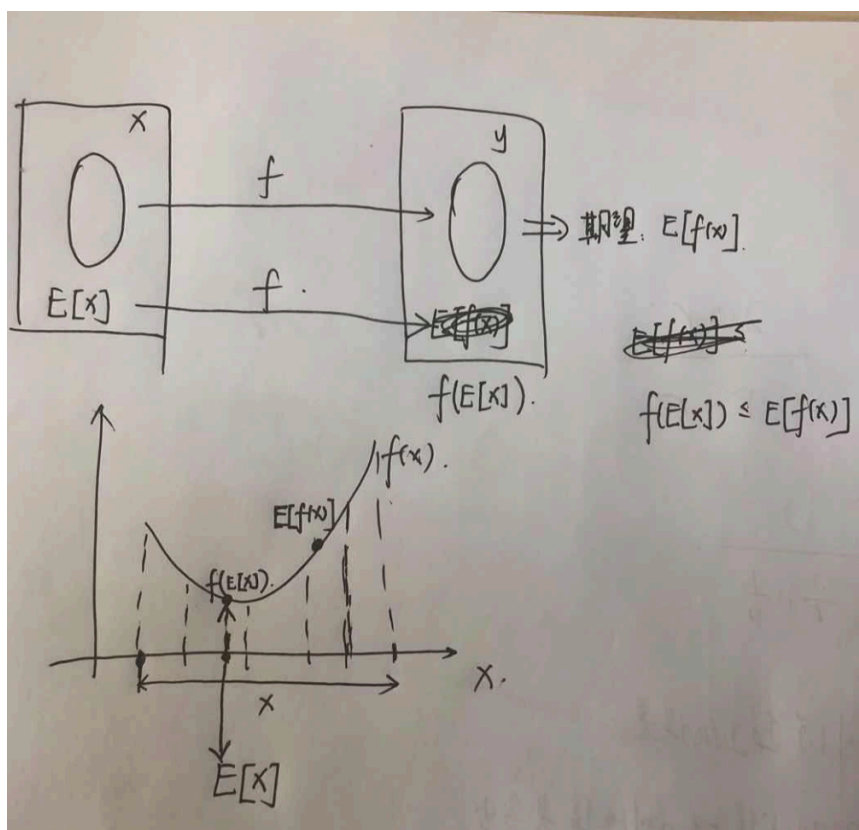 x
y
f
期望: E[f(x)].
E[x]
f.
E[f(x)]
E[f(x)] ≤
f(E[x]).
f(E[x]) ≤ E[f(x)]
f(x).
E[f(x)]
f(E[x]).
x
x.
E[x]